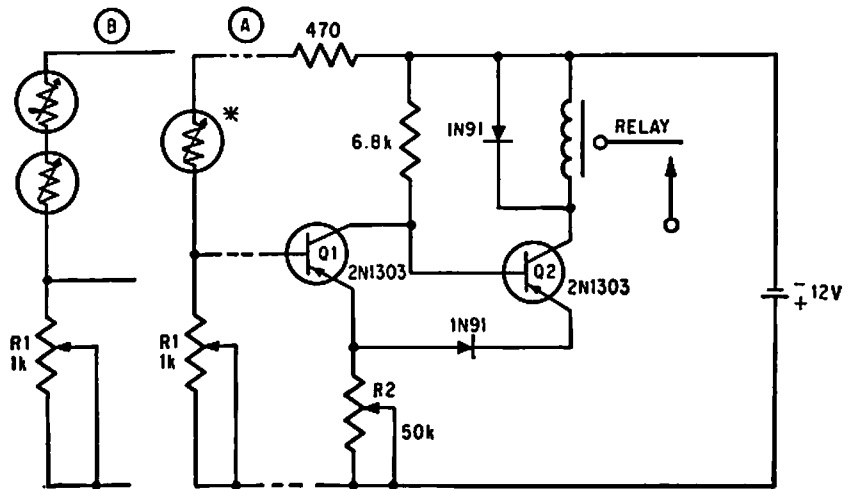 B
A
470
*
6.8k
1N91
RELAY
Q1
2N1303
Q2
2N1303
- 12V
+
R1
1k
R1
1k
1N91
R2
50k